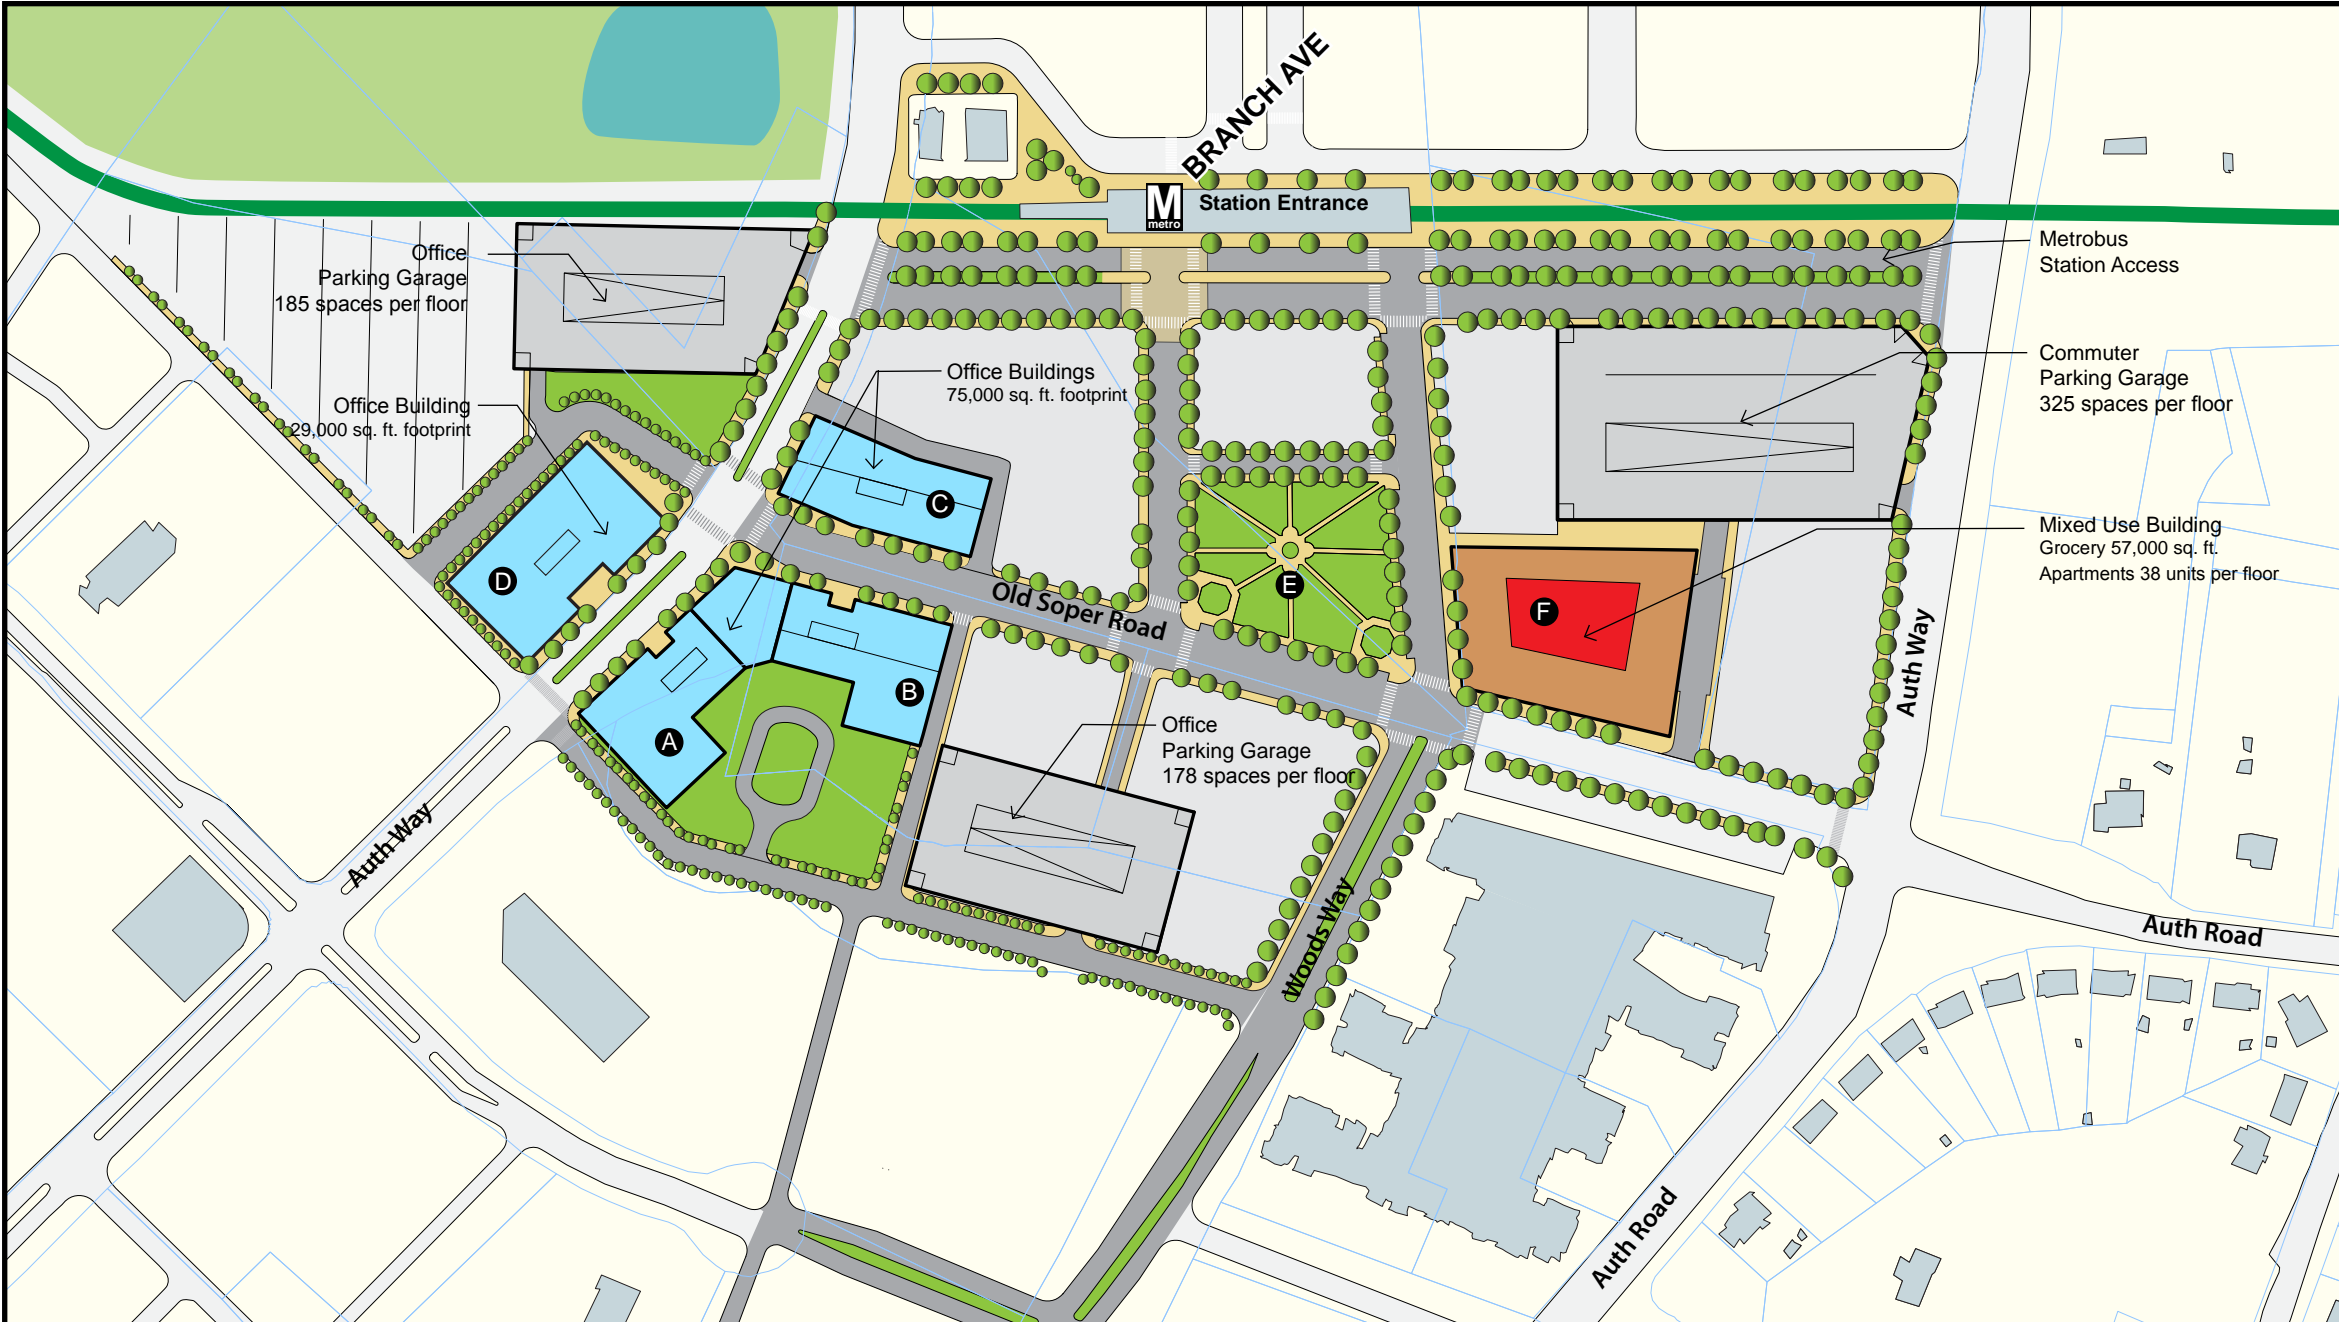 BRANCH AVE
M
metro
Station Entrance
Office
Parking Garage
185 spaces per floor
Metrobus
Station Access
Office Buildings
75,000 sq. ft. footprint
Commuter
Parking Garage
325 spaces per floor
Office Building
29,000 sq. ft. footprint
C
D
E
F
Mixed Use Building
Grocery 57,000 sq. ft.
Apartments 38 units per floor
Old Soper Road
B
A
Office
Parking Garage
178 spaces per floor
Auth Way
Auth Way
Woods Way
Auth Road
Auth Road